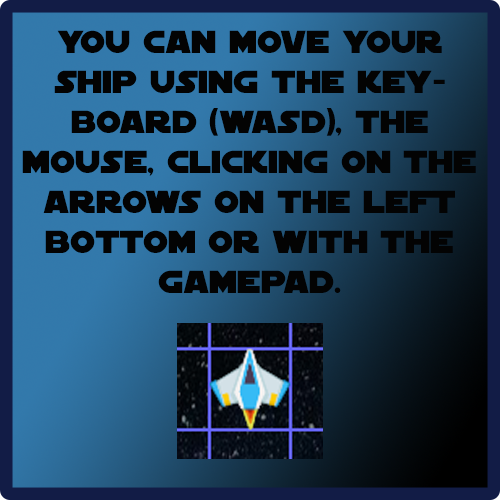 YOU CAN MOVE YOUR
SHIP USING THE KEY-
BOARD (WASD), THE
MOUSE, CLICKING ON THE
ARROWS ON THE LEFT
BOTTOM OR WITH THE
GAMEPAD.